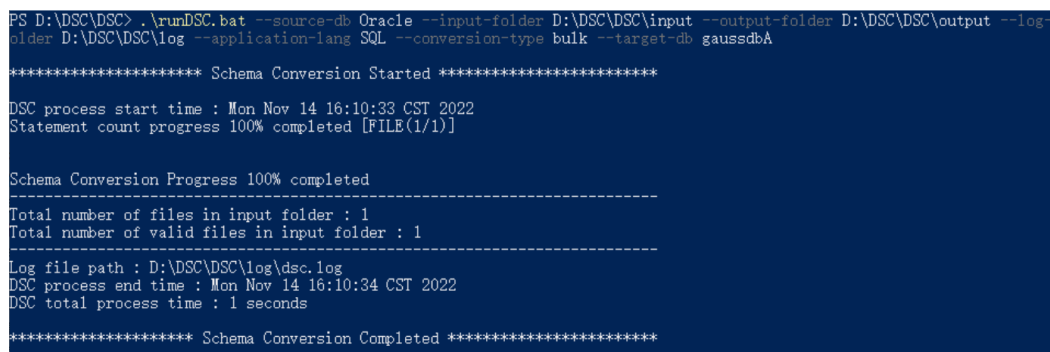 PS D:\DSC\DSC> .\runDSC.bat --source-db Oracle --input-folder D:\DSC\DSC\input --output-folder D:\DSC\DSC\output --log-
older D:\DSC\DSC\log --application-lang SQL --conversion-type bulk --target-db gaussdbA
********************** Schema Conversion Started *************************
DSC process start time : Mon Nov 14 16:10:33 CST 2022
Statement count progress 100% completed [FILE(1/1)]
Schema Conversion Progress 100% completed
--------------------------------------------------------------------------
Total number of files in input folder : 1
Total number of valid files in input folder : 1
--------------------------------------------------------------------------
Log file path : D:\DSC\DSC\log\dsc.log
DSC process end time : Mon Nov 14 16:10:34 CST 2022
DSC total process time : 1 seconds
********************* Schema Conversion Completed ************************